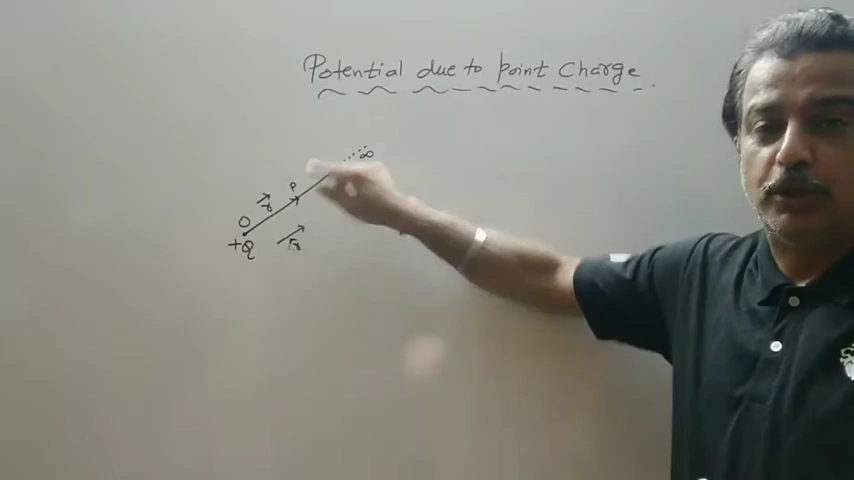 Potential due to point Charge.
∞
P
r
O
+Q